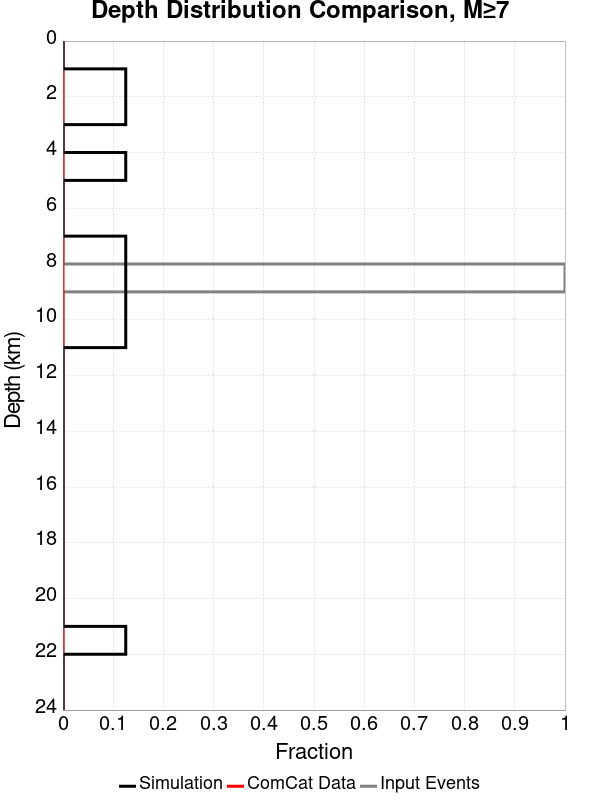 Depth Distribution Comparison, M≥7
0
2
4
6
8
10
12
14
16
18
20
22
24
Depth (km)
0 0.1 0.2 0.3 0.4 0.5 0.6 0.7 0.8 0.9 1
Fraction
Simulation ComCat Data Input Events